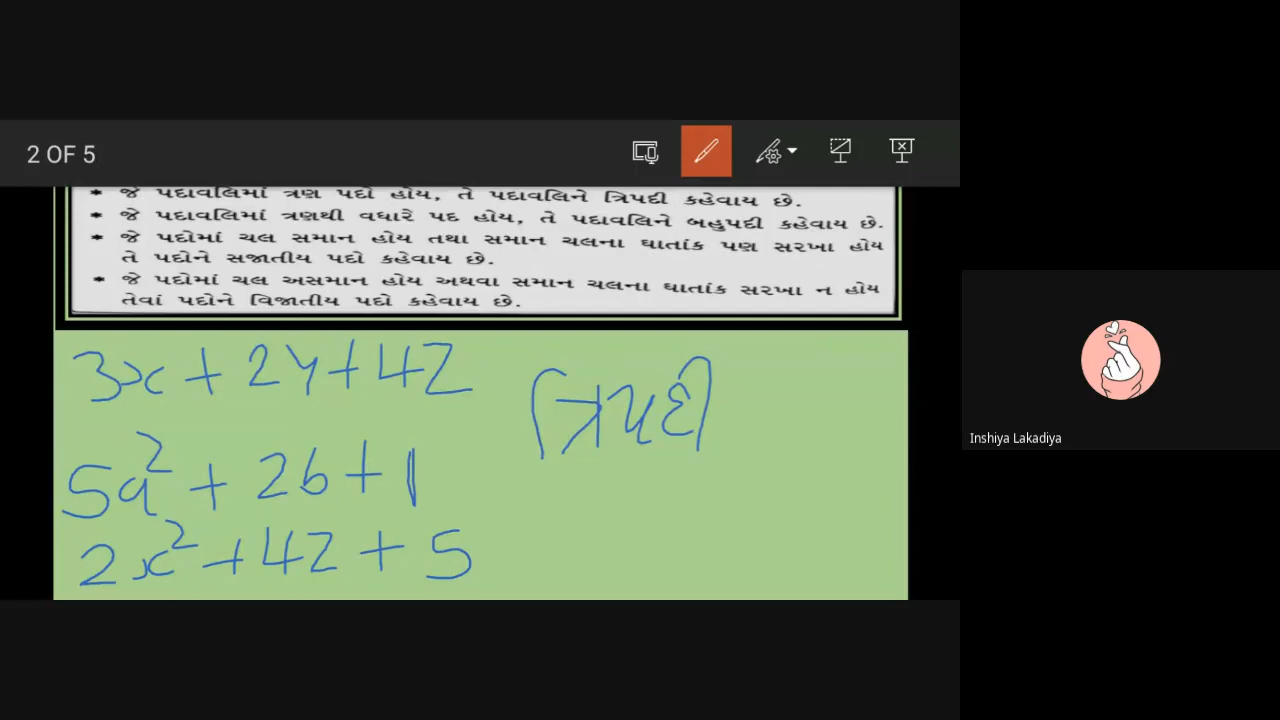 2 OF 5
* જે પદાવલિમાં ત્રણ પદો હોય, તે પદાવલિને ત્રિપદી કહેવાય છે.
* જે પદાવલિમાં ત્રણથી વધારે પદ હોય, તે પદાવલિને બહુપદી કહેવાય છે.
* જે પદોમાં ચલ સમાન હોય તથા સમાન ચલના ઘાતાંક પણ સરખા હોય
તે પદોને સજાતીય પદો કહેવાય છે.
* જે પદોમાં ચલ અસમાન હોય અથવા સમાન ચલના ઘાતાંક સરખા ન હોય
તેવાં પદોને વિજાતીય પદો કહેવાય છે.
3x + 2y + 4z
ત્રિપદી
5a² + 2b + 1
2x² + 4z + 5
Inshiya Lakadiya